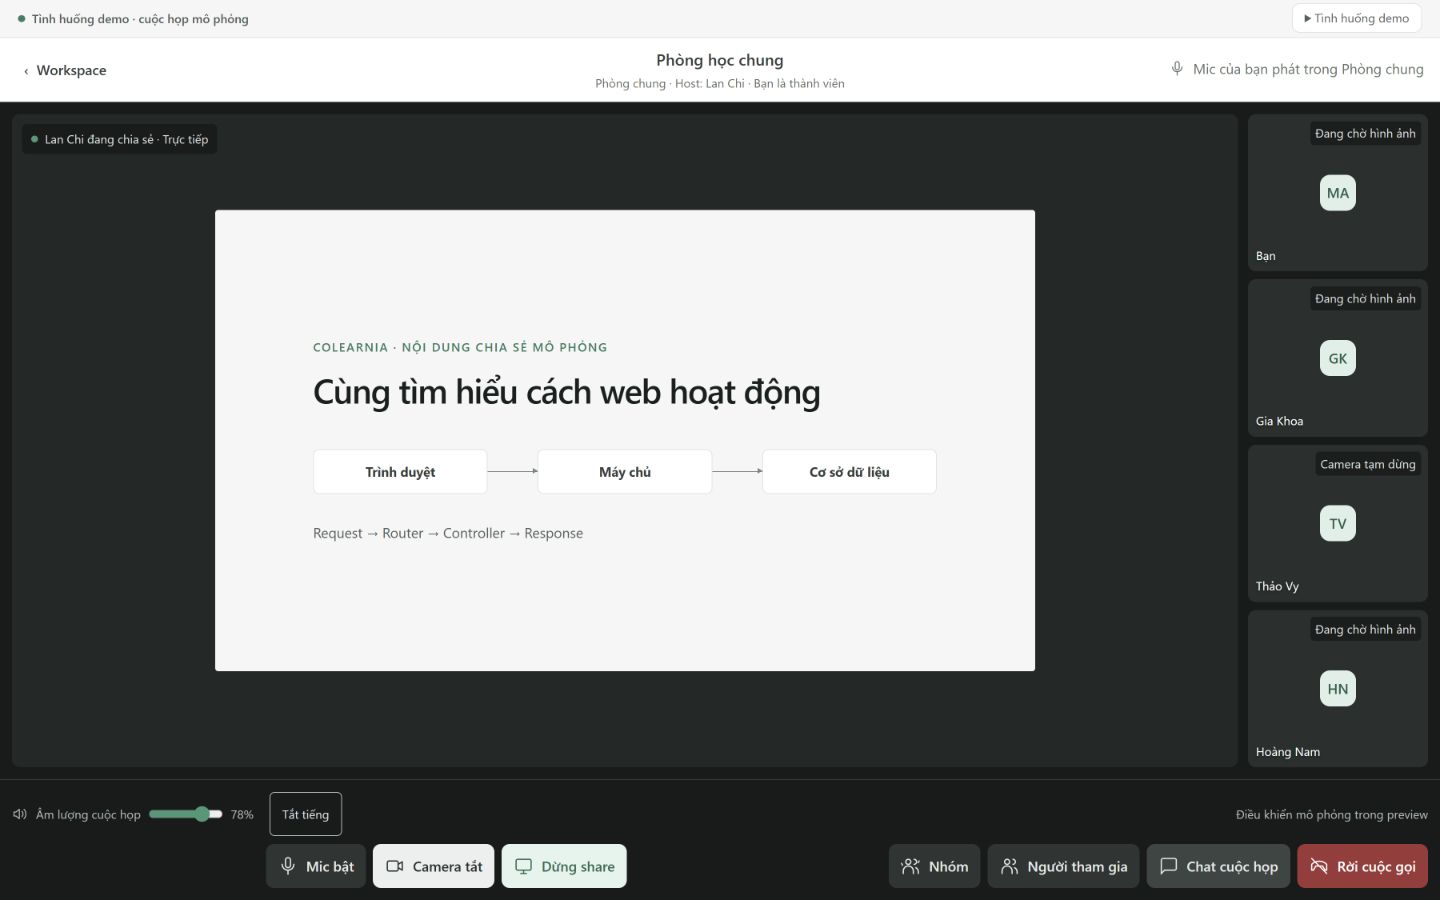 Tình huống demo · cuộc họp mô phỏng
Tình huống demo
‹ Workspace
Phòng học chung
Phòng chung · Host: Lan Chi · Bạn là thành viên
Mic của bạn phát trong Phòng chung
Lan Chi đang chia sẻ · Trực tiếp
COLEARNIA · NỘI DUNG CHIA SẺ MÔ PHỎNG
Cùng tìm hiểu cách web hoạt động
Trình duyệt
Máy chủ
Cơ sở dữ liệu
Request → Router → Controller → Response
Đang chờ hình ảnh
MA
Bạn
Đang chờ hình ảnh
GK
Gia Khoa
Camera tạm dừng
TV
Thảo Vy
Đang chờ hình ảnh
HN
Hoàng Nam
Âm lượng cuộc họp
78%
Tắt tiếng
Điều khiển mô phỏng trong preview
Mic bật
Camera tắt
Dừng share
Nhóm
Người tham gia
Chat cuộc họp
Rời cuộc gọi